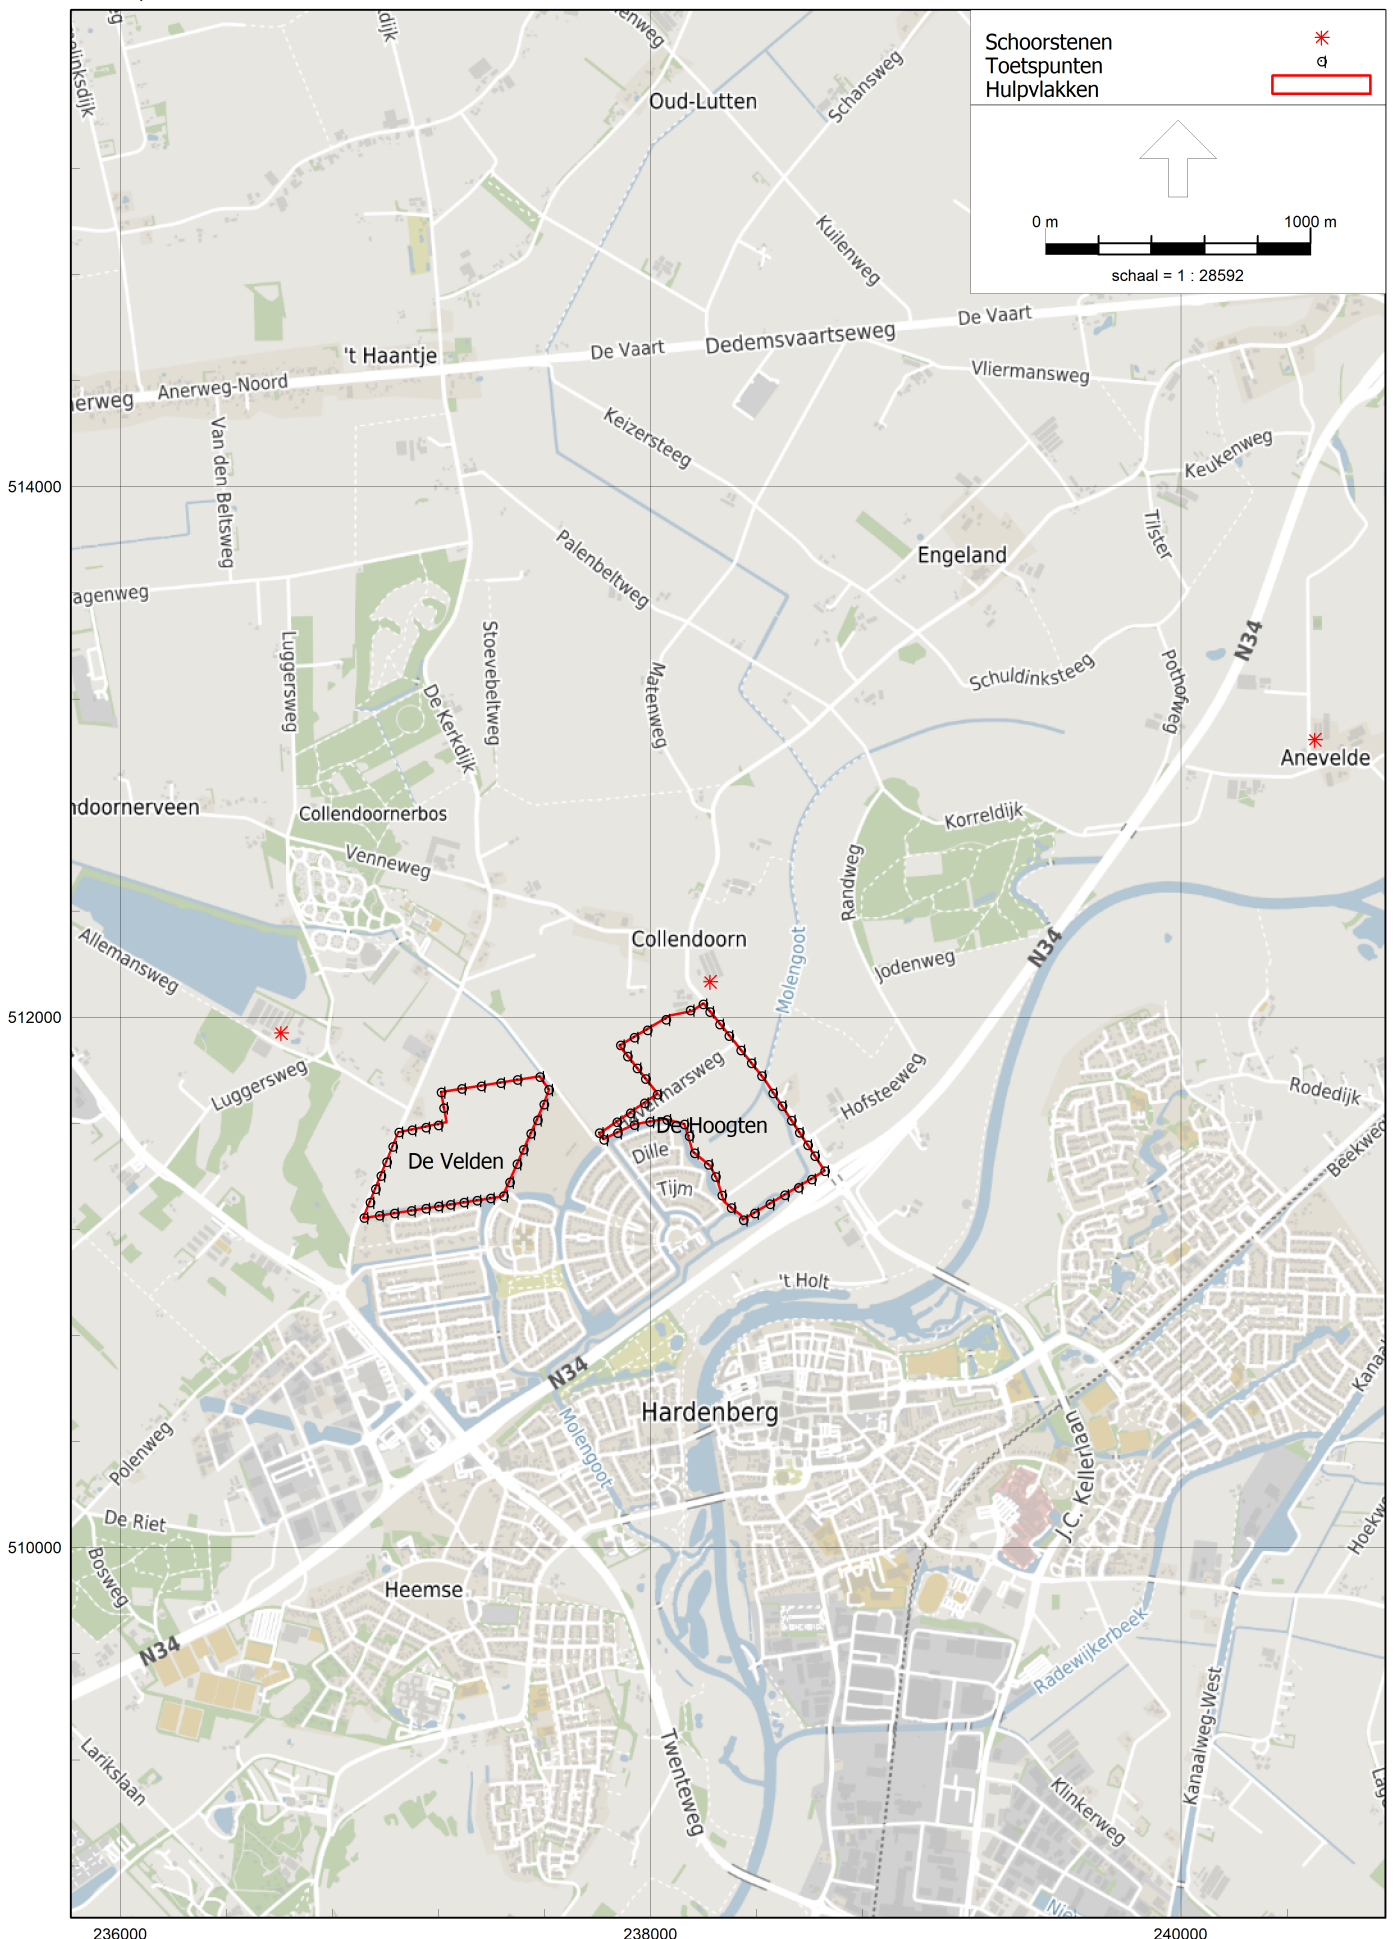 Schoorstenen
Toetspunten
Hulpvlakken
0 m
1000 m
schaal = 1 : 28592
Oud-Lutten
Schansweg
Kuilenweg
De Vaart
Dedemsvaartseweg
De Vaart
't Haantje
Anerweg-Noord
Vliermansweg
Van den Beltsweg
Keizersteeg
Keukenweg
N34
514000
Tilster
Palenbeltweg
Engeland
Luggersweg
Stoevebeltweg
De Kerkdijk
Matenweg
Schuldinksteeg
Pothofweg
N34
Anevelde
Collendoornerbos
Korreldijk
Venneweg
Randweg
Collendoorn
Allemansweg
Molengoot
Jodenweg
N34
512000
Luggersweg
Hofsteeweg
Rodedijk
De Hoogten
Beekweg
De Velden
Dille
Tijm
't Holt
N34
Hardenberg
Molengoot
Polenweg
J.C. Kellerlaan
De Riet
510000
Bosweg
Heemse
N34
Radewijkerbeek
Kanaalweg-West
Larikslaan
Twenteweg
Klinkerweg
236000
238000
240000